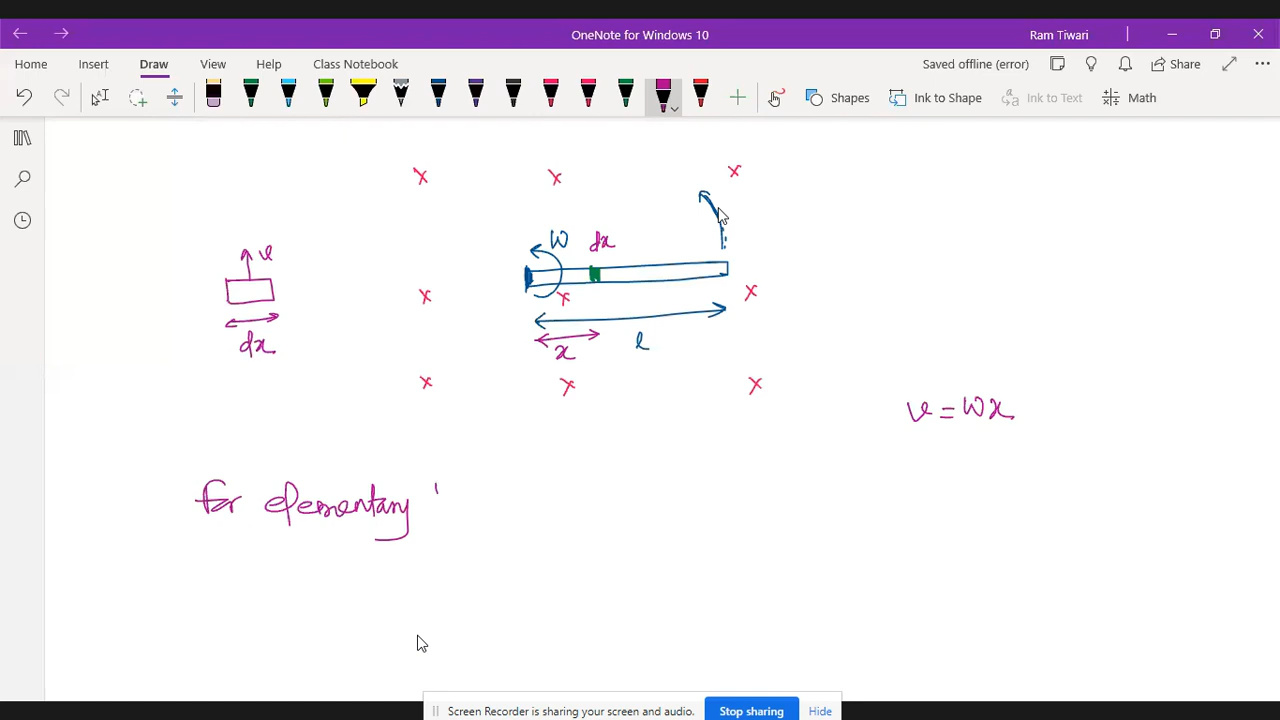 OneNote for Windows 10
Ram Tiwari
Home Insert Draw View Help Class Notebook
Saved offline (error)
Share
Shapes
Ink to Shape
Ink to Text
Math
x x x
ω dx
v
x x x
dx
x l
x x x
v = ωx
for elementary
Screen Recorder is sharing your screen and audio.
Stop sharing
Hide